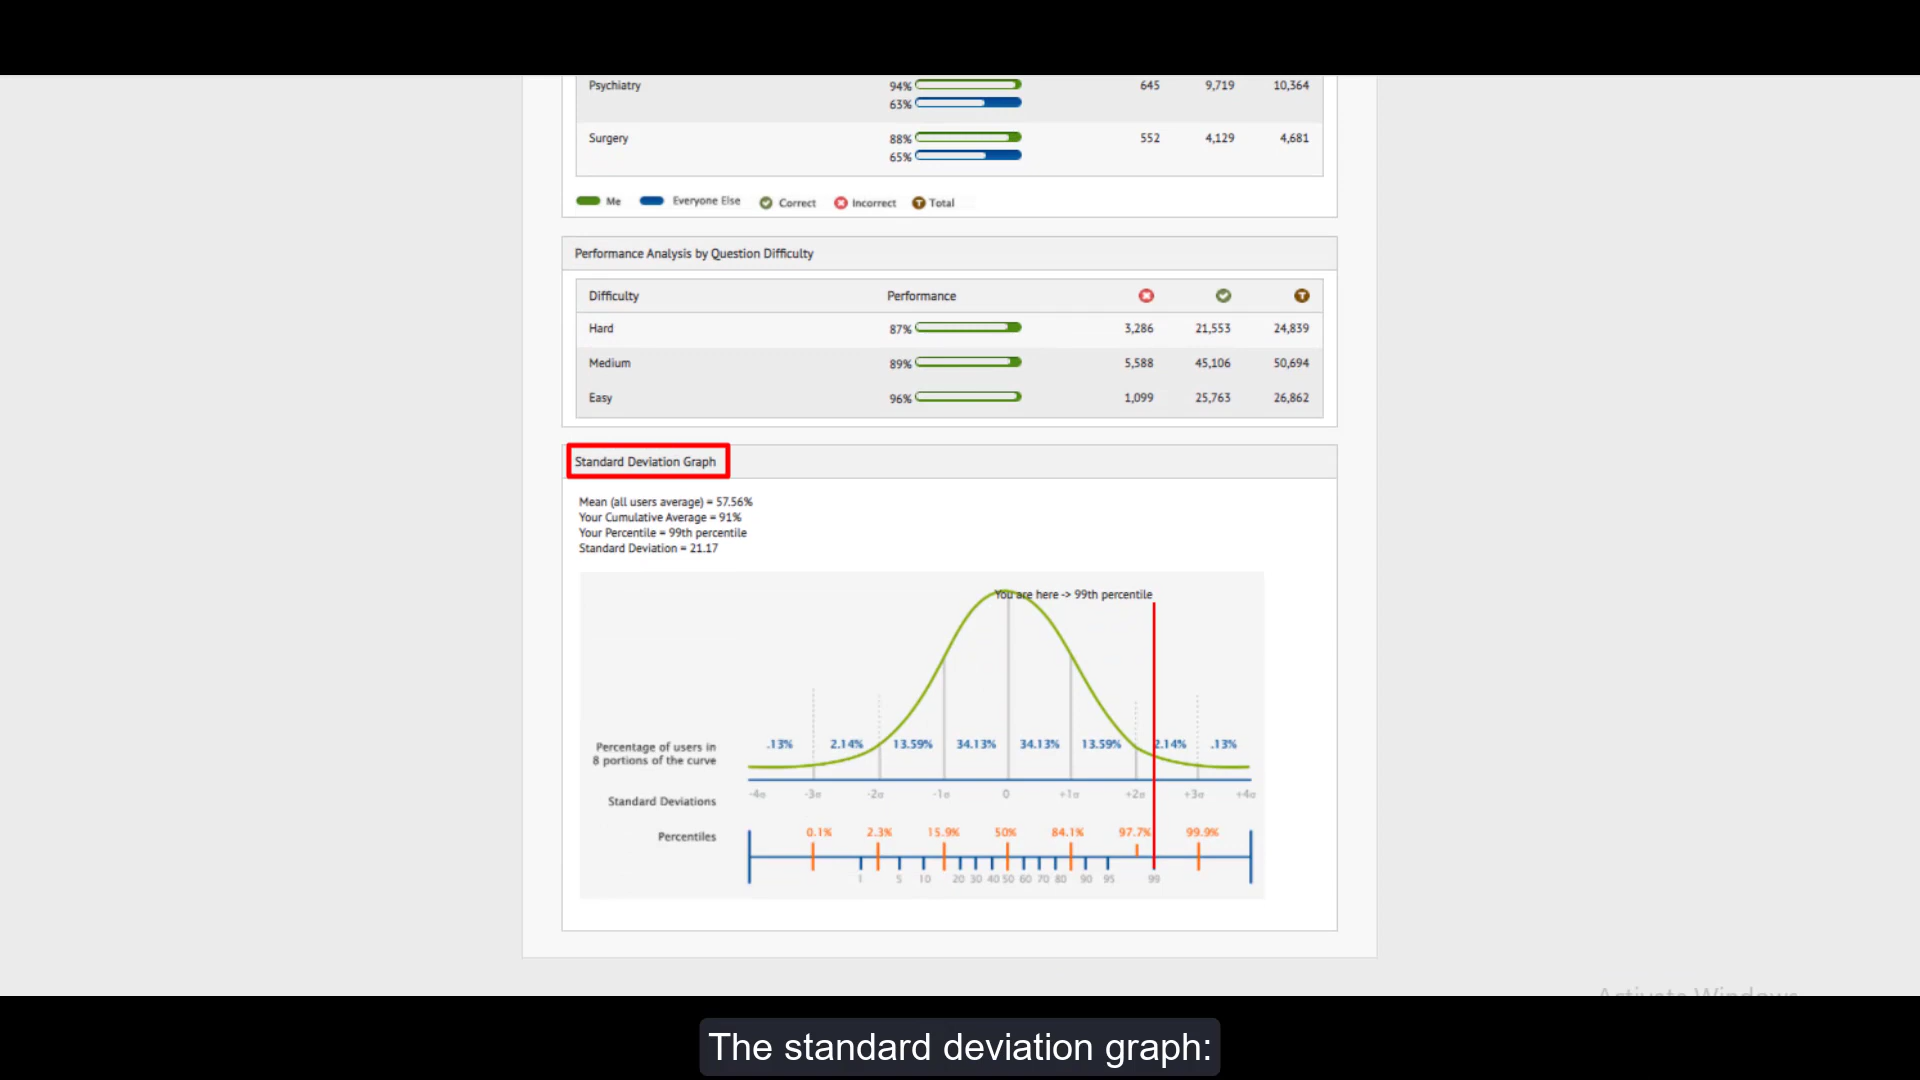 Psychiatry 94% 645 9,719 10,364
63%
Surgery 88% 552 4,129 4,681
65%
Me Everyone Else Correct Incorrect T Total
Performance Analysis by Question Difficulty
Difficulty Performance T
Hard 87% 3,286 21,553 24,839
Medium 89% 5,588 45,106 50,694
Easy 96% 1,099 25,763 26,862
Standard Deviation Graph
Mean (all users average) = 57.56%
Your Cumulative Average = 91%
Your Percentile = 99th percentile
Standard Deviation = 21.17
You are here -> 99th percentile
Percentage of users in
8 portions of the curve
.13% 2.14% 13.59% 34.13% 34.13% 13.59% 2.14% .13%
Standard Deviations -4σ -3σ -2σ -1σ 0 +1σ +2σ +3σ +4σ
Percentiles 0.1% 2.3% 15.9% 50% 84.1% 97.7% 99.9%
1 5 10 20 30 40 50 60 70 80 90 95 99
Activate Windows
The standard deviation graph: